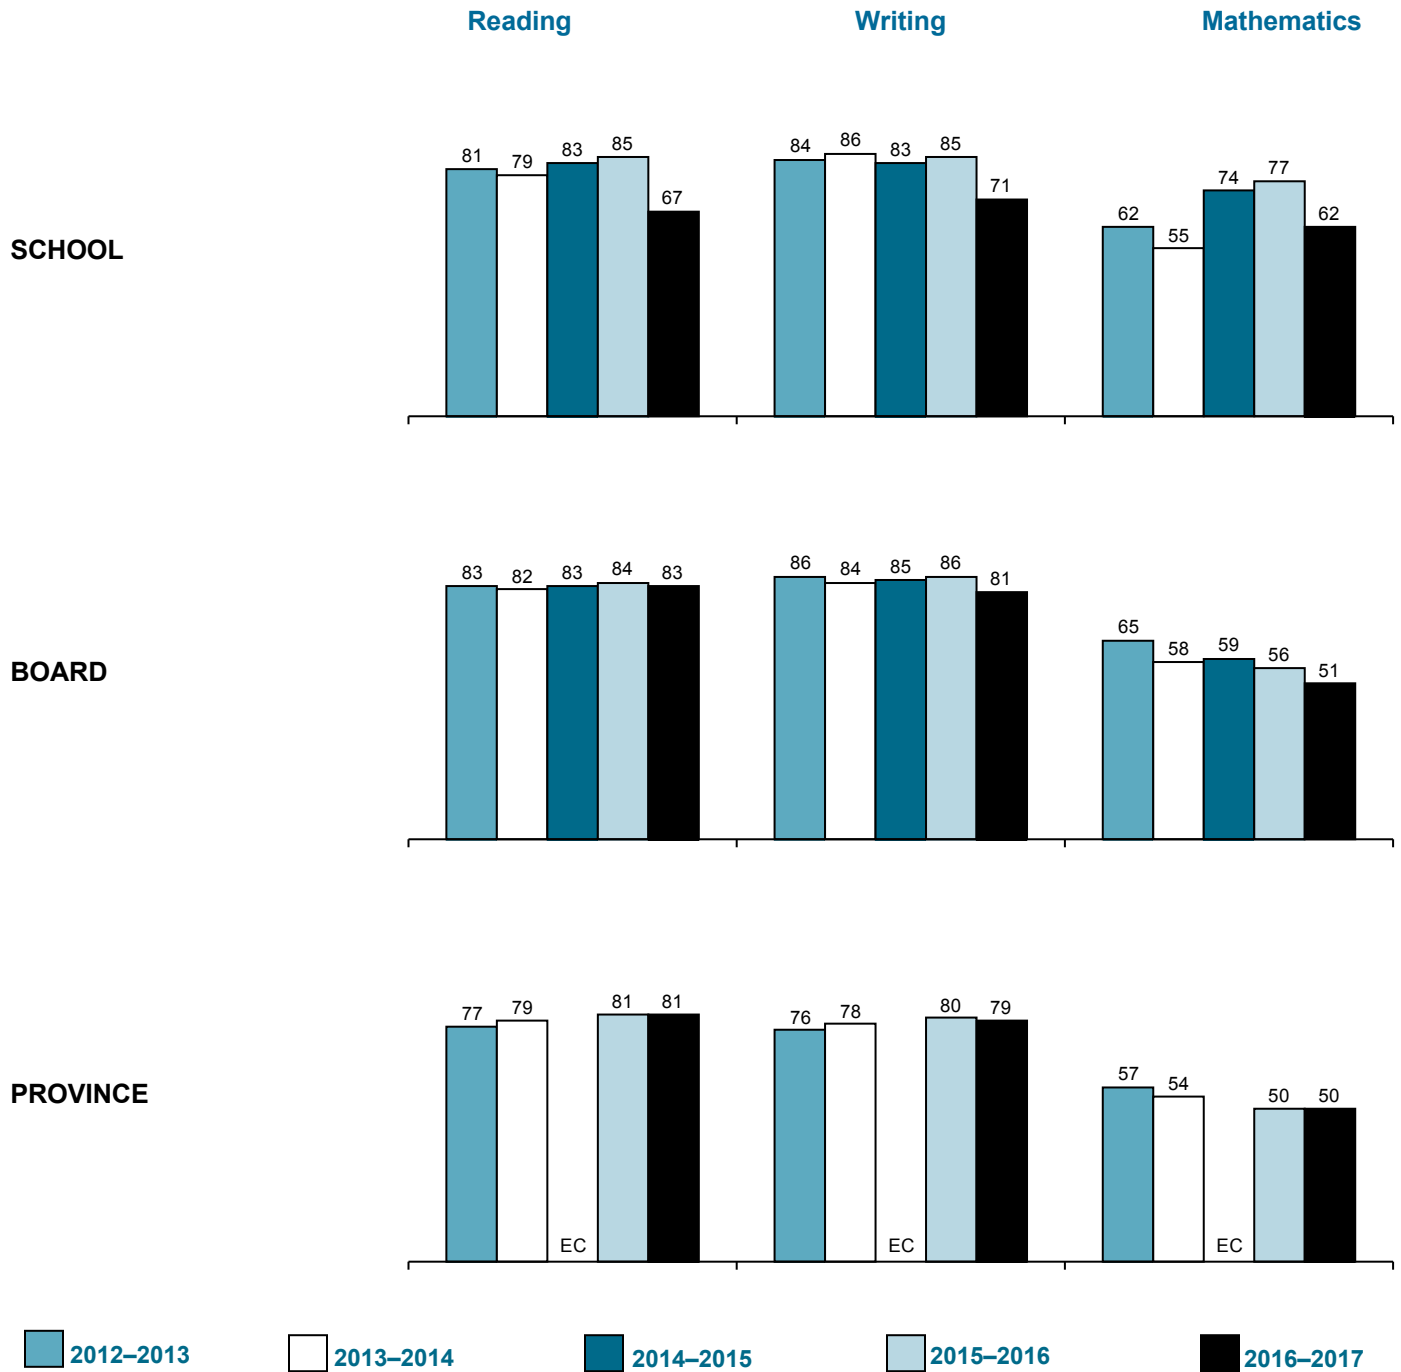 Reading Writing Mathematics
81 79 83 85 67 84 86 83 85 71 62 55 74 77 62
SCHOOL
83 82 83 84 83 86 84 85 86 81 65 58 59 56 51
BOARD
77 79 EC 81 81 76 78 EC 80 79 57 54 EC 50 50
PROVINCE
2012–2013 2013–2014 2014–2015 2015–2016 2016–2017